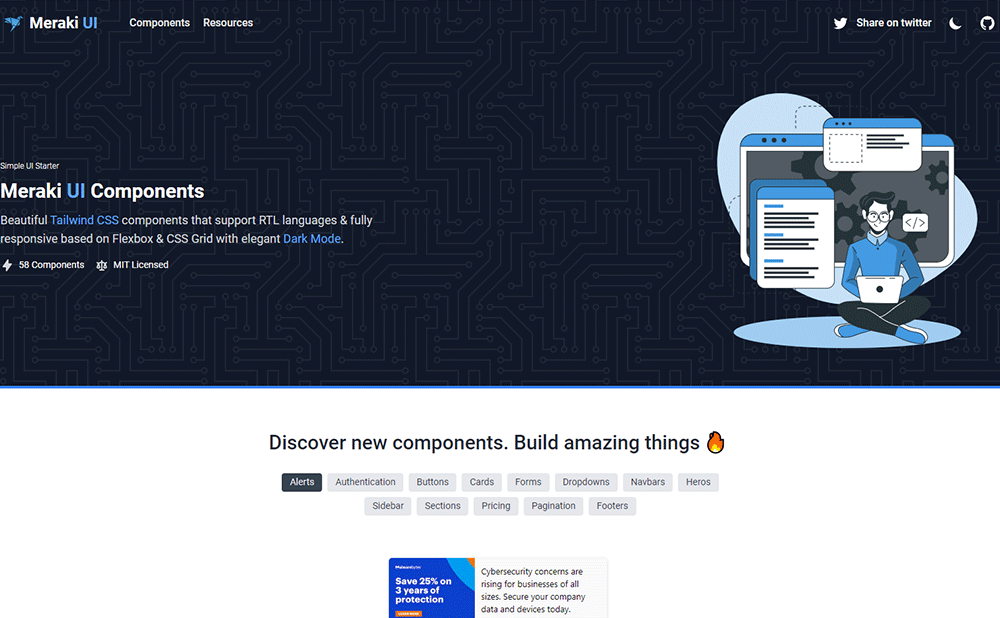 Meraki UI
Components
Resources
Share on twitter
Simple UI Starter
Meraki UI Components
Beautiful Tailwind CSS components that support RTL languages & fully
responsive based on Flexbox & CSS Grid with elegant Dark Mode.
58 Components
MIT Licensed
</>
Discover new components. Build amazing things 🔥
Alerts
Authentication
Buttons
Cards
Forms
Dropdowns
Navbars
Heros
Sidebar
Sections
Pricing
Pagination
Footers
Malwarebytes
Save 25% on
3 years of
protection
LEARN MORE
Cybersecurity concerns are
rising for businesses of all
sizes. Secure your company
data and devices today.